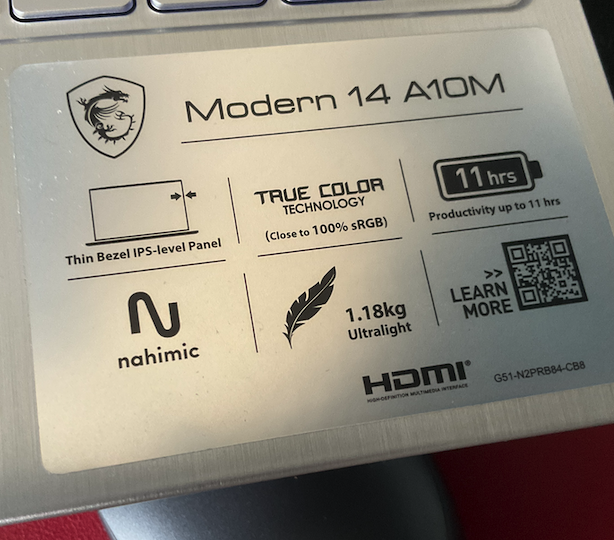 Modern 14 A10M
Thin Bezel IPS-level Panel
TRUE COLOR
TECHNOLOGY
(Close to 100% sRGB)
11 hrs
Productivity up to 11 hrs
nahimic
1.18kg
Ultralight
>>
LEARN
MORE
HDMI®
HIGH-DEFINITION MULTIMEDIA INTERFACE
G51-N2PRB84-CB8